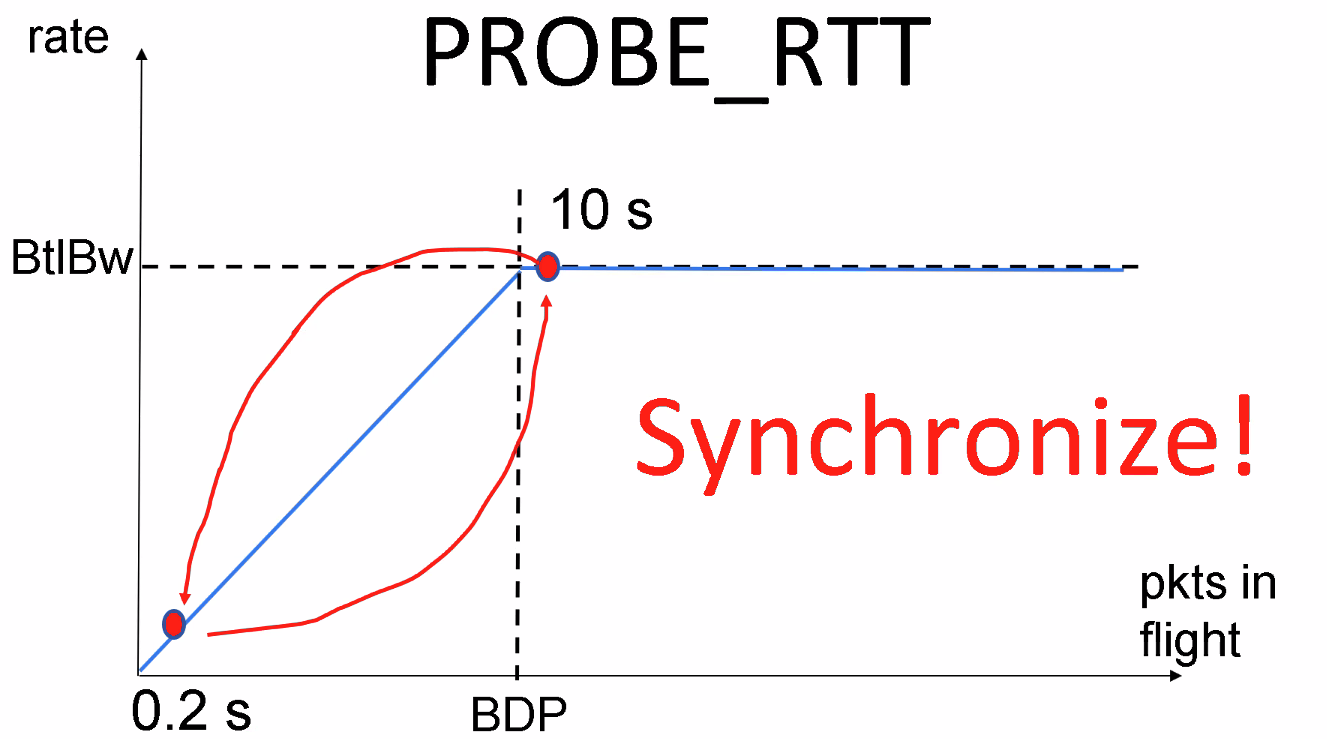 PROBE_RTT
rate
10 s
BtlBw
Synchronize!
pkts in
flight
0.2 s
BDP